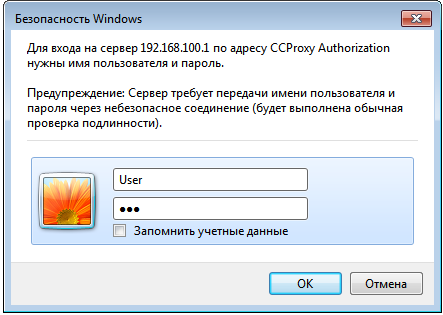 Безопасность Windows
Для входа на сервер 192.168.100.1 по адресу CCProxy Authorization
нужны имя пользователя и пароль.
Предупреждение: Сервер требует передачи имени пользователя и
пароля через небезопасное соединение (будет выполнена обычная
проверка подлинности).
User
●●●
Запомнить учетные данные
OK
Отмена